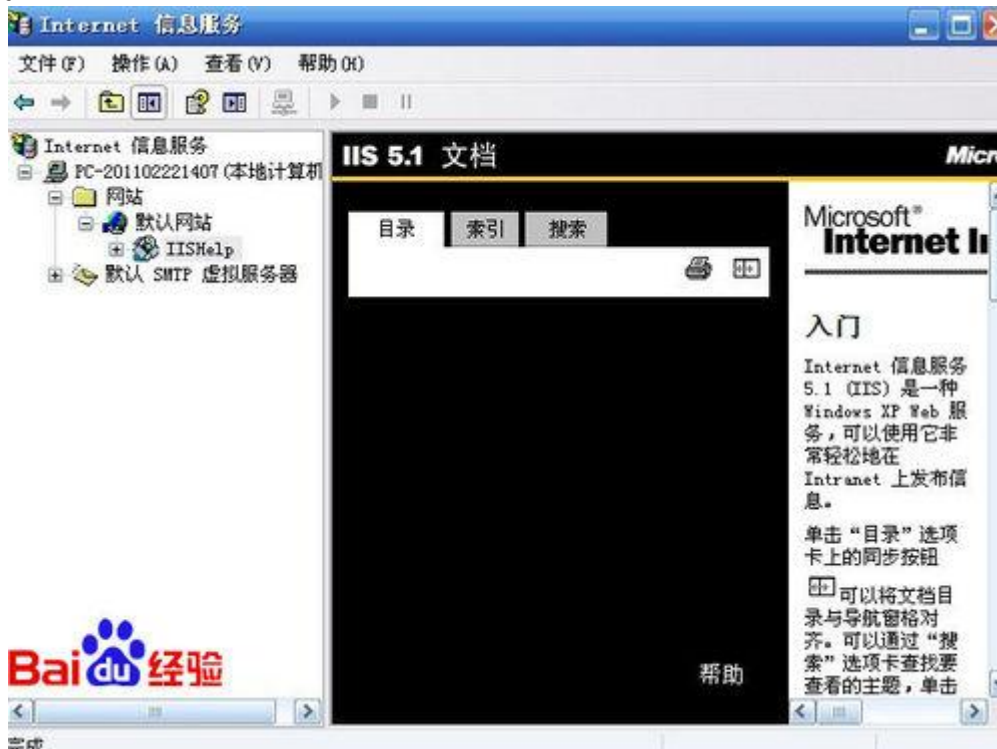 Internet 信息服务
文件(F) 操作(A) 查看(V) 帮助(H)
Internet 信息服务
PC-201102221407(本地计算机
网站
默认网站
IISHelp
默认 SMTP 虚拟服务器
IIS 5.1 文档
Micr
目录 索引 搜索
帮助
Microsoft®
Internet I
入门
Internet 信息服务
5.1 (IIS) 是一种
Windows XP Web 服
务，可以使用它非
常轻松地在
Intranet 上发布信
息。
单击“目录”选项
卡上的同步按钮
可以将文档目
录与导航窗格对
齐。可以通过“搜
索”选项卡查找要
查看的主题，单击
Baidu经验
完成